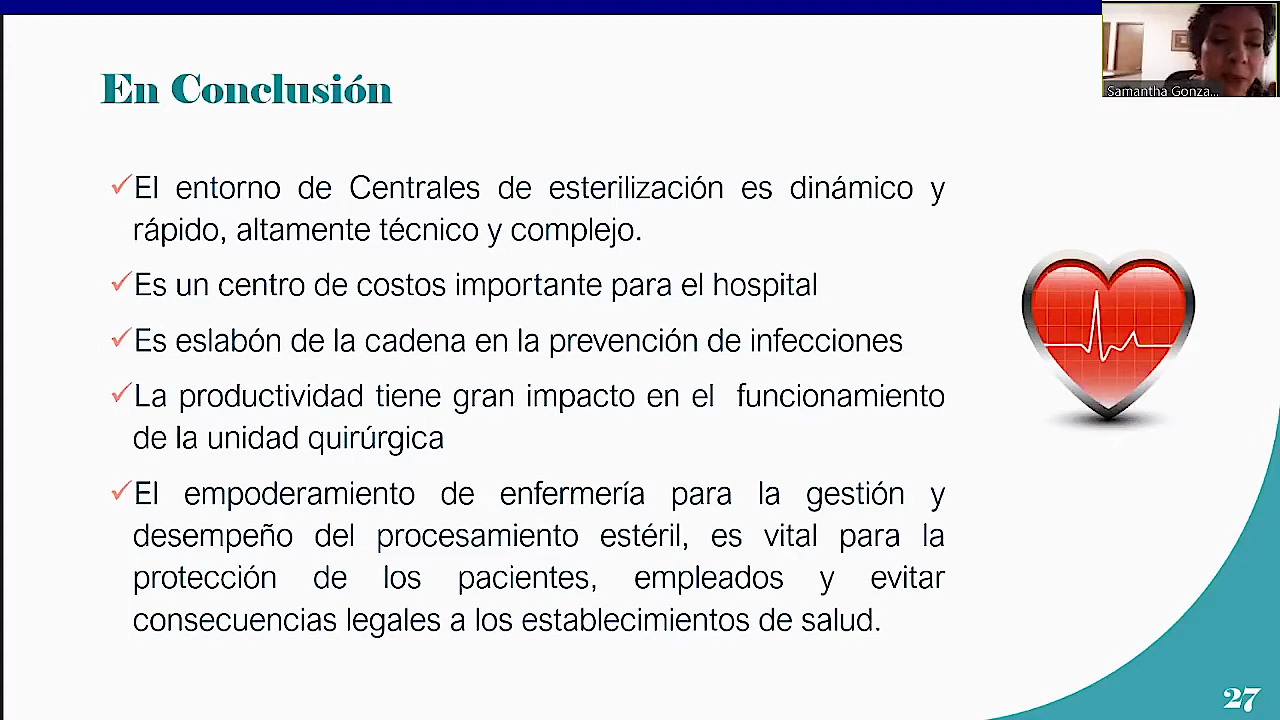 Samantha Gonza...
En Conclusión
✓El entorno de Centrales de esterilización es dinámico y
rápido, altamente técnico y complejo.
✓Es un centro de costos importante para el hospital
✓Es eslabón de la cadena en la prevención de infecciones
✓La productividad tiene gran impacto en el funcionamiento
de la unidad quirúrgica
✓El empoderamiento de enfermería para la gestión y
desempeño del procesamiento estéril, es vital para la
protección de los pacientes, empleados y evitar
consecuencias legales a los establecimientos de salud.
27